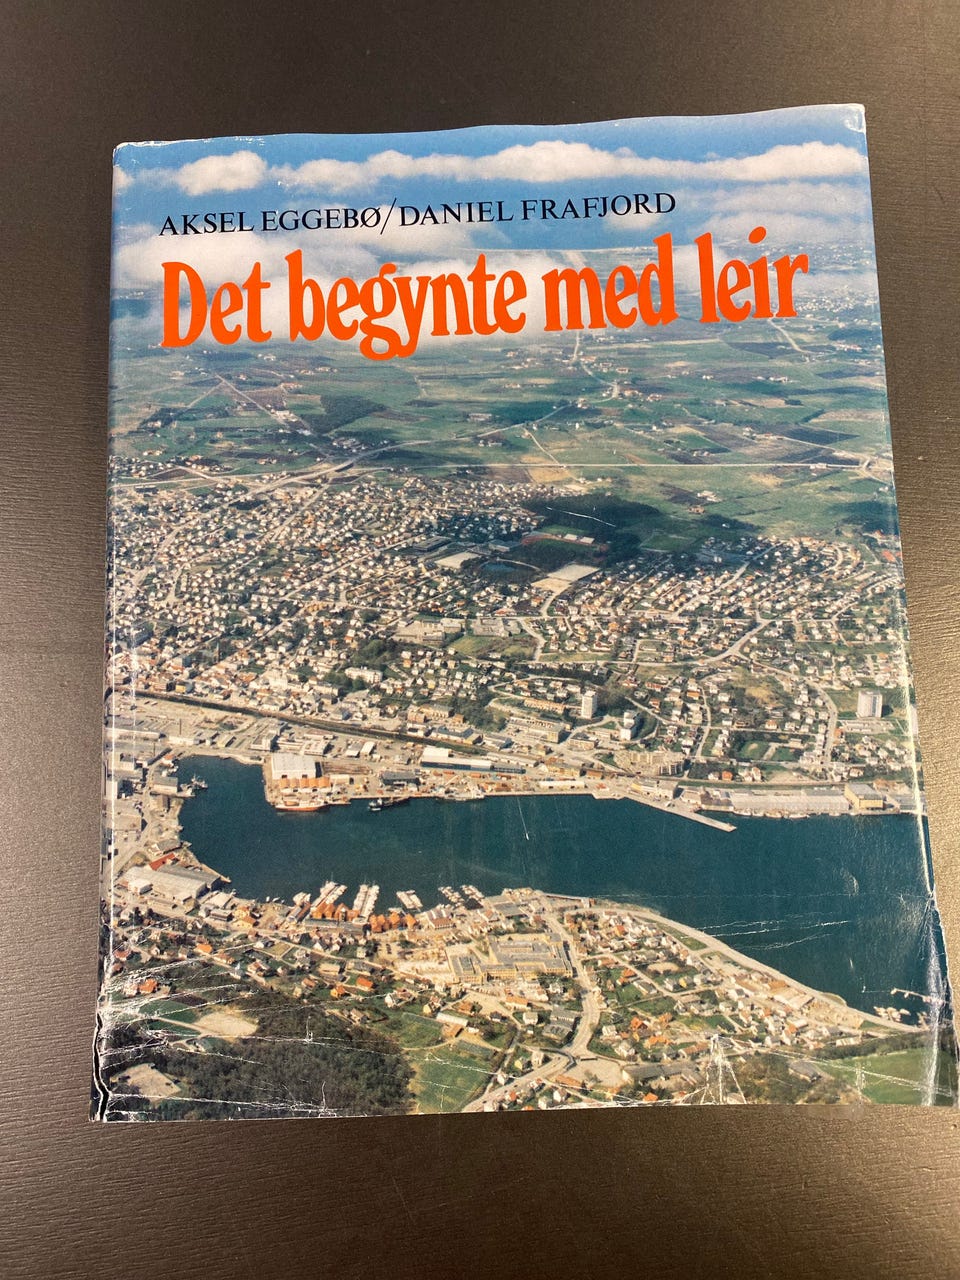 AKSEL EGGEBØ/DANIEL FRAFJORD
Det begynte med leir